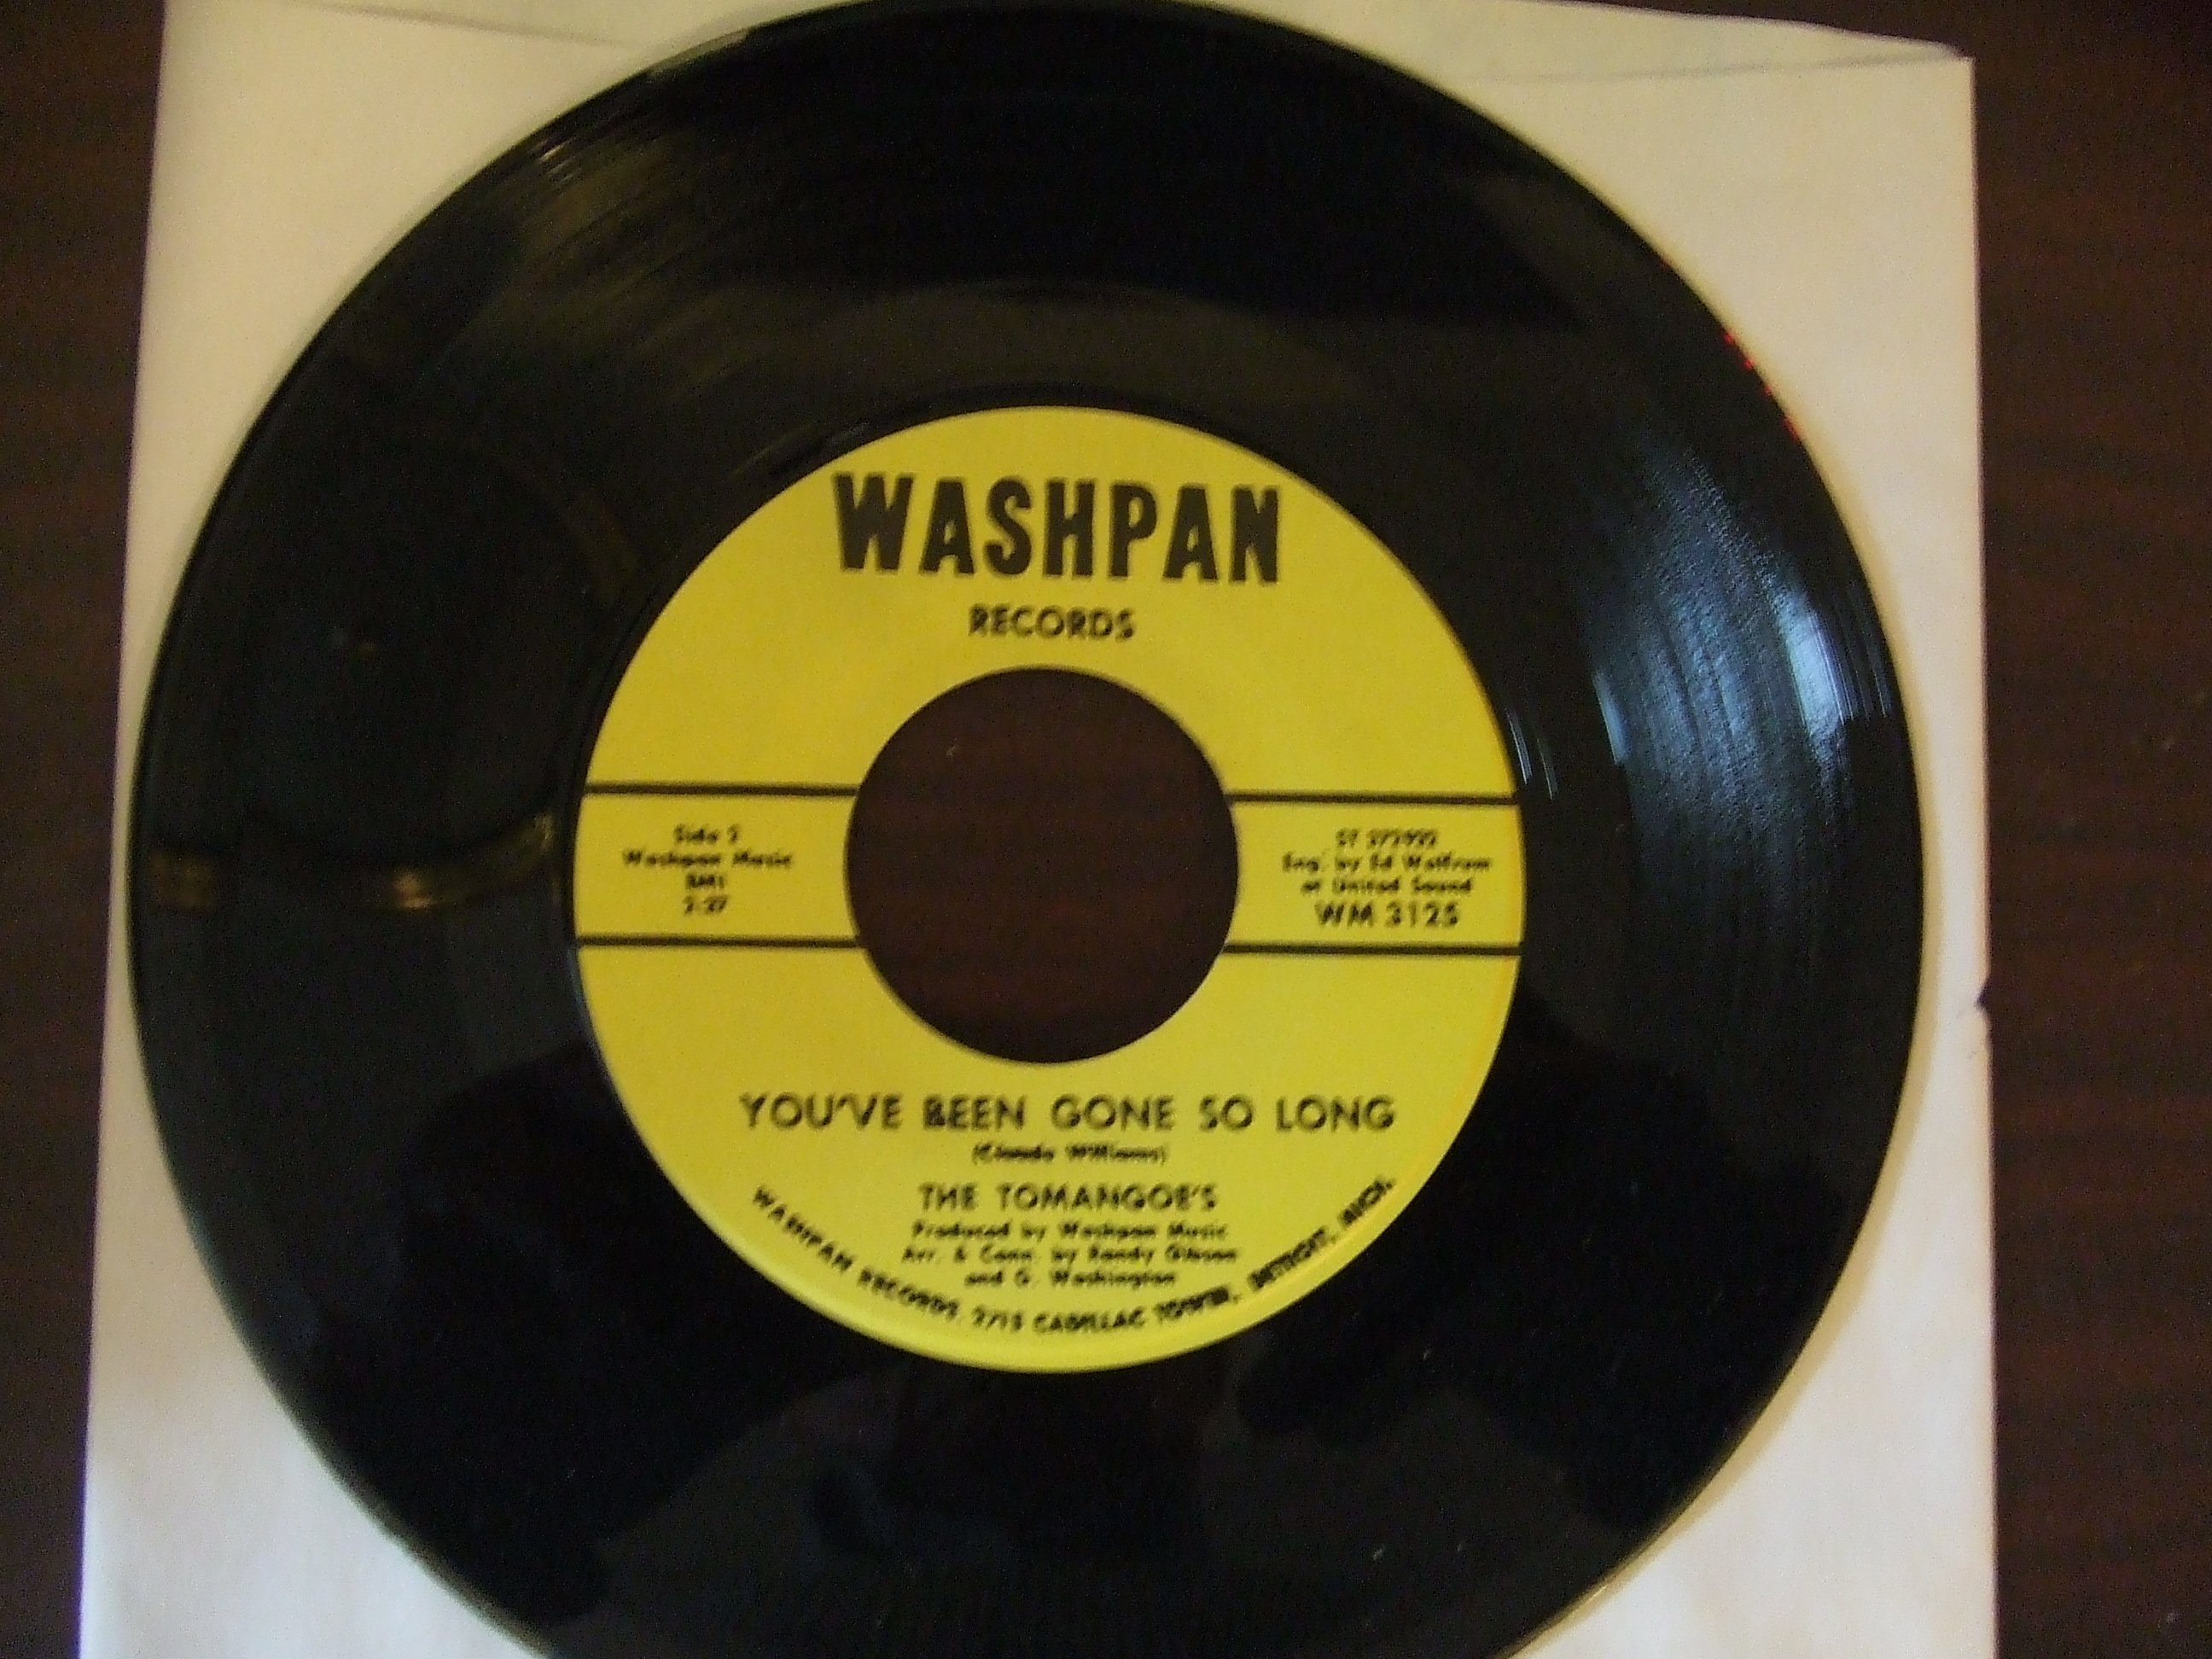 WASHPAN
RECORDS
Side 2
Washpan Music
BMI
2:27
Eng. by Ed Wolfrum
at United Sound
WM 3125
YOU'VE BEEN GONE SO LONG
(Claude Williams)
THE TOMANGOE'S
Produced by Washpan Music
Arr. & Conn. by Randy Gibson
and G. Washington
WASHPAN RECORDS, 2715 CADILLAC TOWER, DETROIT, MICH.